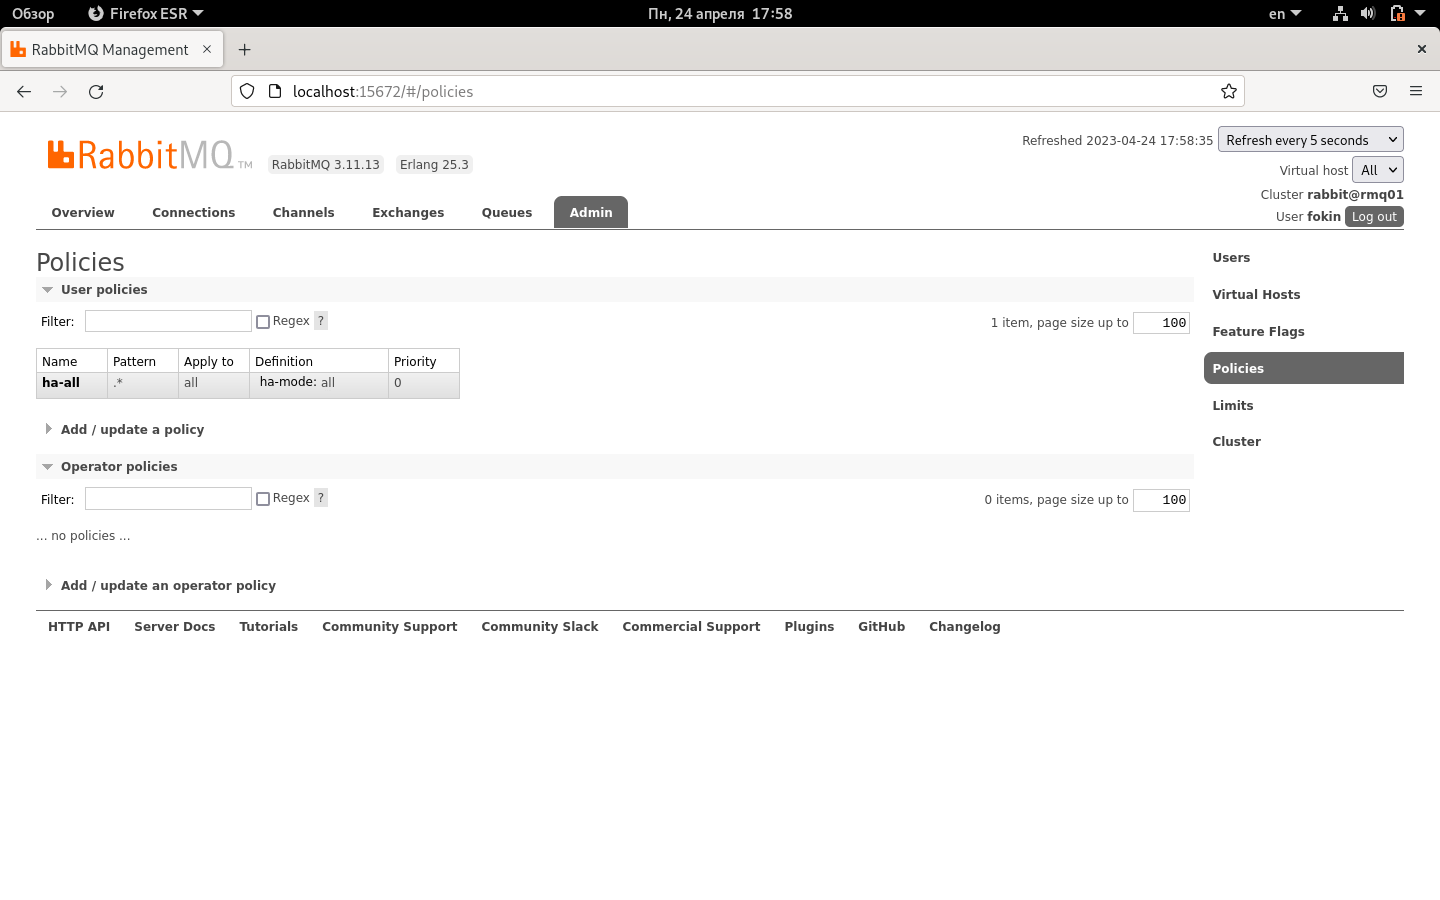 Обзор Firefox ESR Пн, 24 апреля 17:58 en
RabbitMQ Management
localhost:15672/#/policies
RabbitMQ TM RabbitMQ 3.11.13 Erlang 25.3
Refreshed 2023-04-24 17:58:35 Refresh every 5 seconds
Virtual host All
Cluster rabbit@rmq01
User fokin Log out
Overview Connections Channels Exchanges Queues Admin
Policies
User policies
Filter: Regex ? 1 item, page size up to 100
Name Pattern Apply to Definition Priority
ha-all .* all ha-mode: all 0
Add / update a policy
Operator policies
Filter: Regex ? 0 items, page size up to 100
... no policies ...
Add / update an operator policy
Users
Virtual Hosts
Feature Flags
Policies
Limits
Cluster
HTTP API Server Docs Tutorials Community Support Community Slack Commercial Support Plugins GitHub Changelog